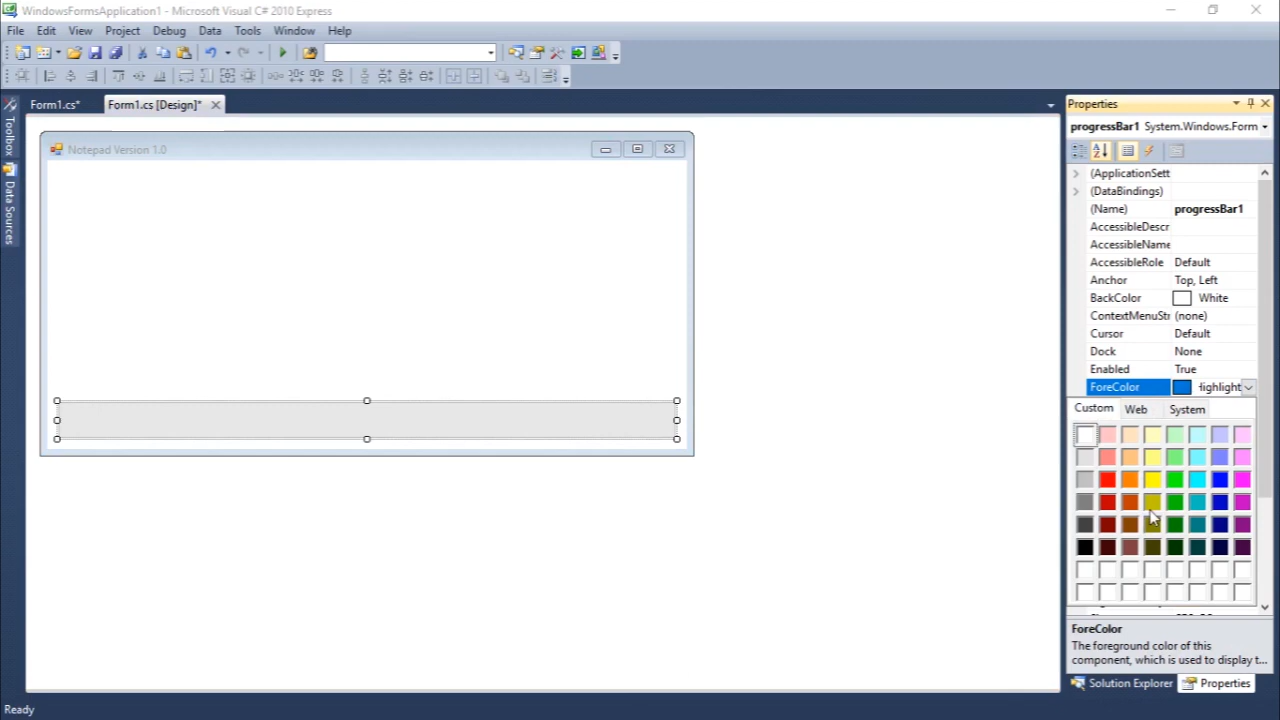 WindowsFormsApplication1 - Microsoft Visual C# 2010 Express
File Edit View Project Debug Data Tools Window Help
Form1.cs* Form1.cs [Design]*
Toolbox
Data Sources
Notepad Version 1.0
Properties
progressBar1 System.Windows.Form
(ApplicationSett
(DataBindings)
(Name) progressBar1
AccessibleDescr
AccessibleName
AccessibleRole Default
Anchor Top, Left
BackColor White
ContextMenuStr (none)
Cursor Default
Dock None
Enabled True
ForeColor Highlight
Custom Web System
ForeColor
The foreground color of this
component, which is used to display t...
Solution Explorer Properties
Ready